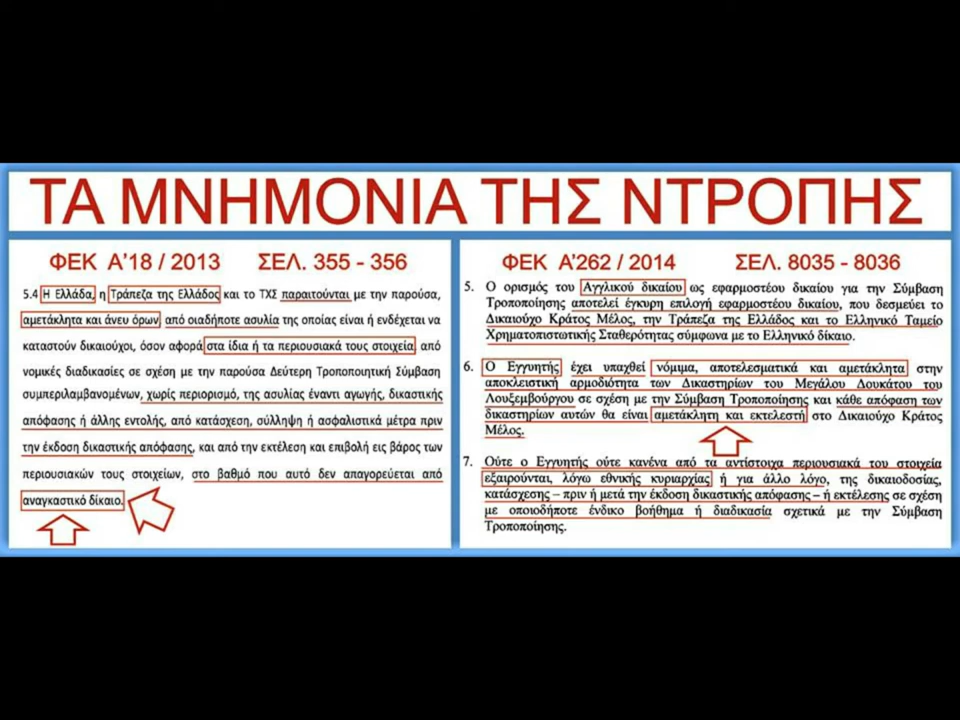 ΤΑ ΜΝΗΜΟΝΙΑ ΤΗΣ ΝΤΡΟΠΗΣ
ΦΕΚ Α'18 / 2013 ΣΕΛ. 355 - 356
5.4 Η Ελλάδα, η Τράπεζα της Ελλάδος και το ΤΧΣ παραιτούνται με την παρούσα,
αμετάκλητα και άνευ όρων, από οιαδήποτε ασυλία της οποίας είναι ή ενδέχεται να
καταστούν δικαιούχοι, όσον αφορά στα ίδια ή τα περιουσιακά τους στοιχεία, από
νομικές διαδικασίες σε σχέση με την παρούσα Δεύτερη Τροποποιητική Σύμβαση
συμπεριλαμβανομένων, χωρίς περιορισμό, της ασυλίας έναντι αγωγής, δικαστικής
απόφασης ή άλλης εντολής, από κατάσχεση, σύλληψη ή ασφαλιστικά μέτρα πριν
την έκδοση δικαστικής απόφασης, και από την εκτέλεση και επιβολή εις βάρος των
περιουσιακών τους στοιχείων, στο βαθμό που αυτό δεν απαγορεύεται από
αναγκαστικό δίκαιο.
ΦΕΚ Α'262 / 2014 ΣΕΛ. 8035 - 8036
5. Ο ορισμός του Αγγλικού δικαίου ως εφαρμοστέου δικαίου για την Σύμβαση
Τροποποίησης αποτελεί έγκυρη επιλογή εφαρμοστέου δικαίου, που δεσμεύει το
Δικαιούχο Κράτος Μέλος, την Τράπεζα της Ελλάδος και το Ελληνικό Ταμείο
Χρηματοπιστωτικής Σταθερότητας σύμφωνα με το Ελληνικό δίκαιο.
6. Ο Εγγυητής έχει υπαχθεί νόμιμα, αποτελεσματικά και αμετάκλητα στην
αποκλειστική αρμοδιότητα των Δικαστηρίων του Μεγάλου Δουκάτου του
Λουξεμβούργου σε σχέση με την Σύμβαση Τροποποίησης και κάθε απόφαση των
δικαστηρίων αυτών θα είναι αμετάκλητη και εκτελεστή στο Δικαιούχο Κράτος
Μέλος.
7. Ούτε ο Εγγυητής ούτε κανένα από τα αντίστοιχα περιουσιακά του στοιχεία
εξαιρούνται, λόγω εθνικής κυριαρχίας ή για άλλο λόγο, της δικαιοδοσίας,
κατάσχεσης – πριν ή μετά την έκδοση δικαστικής απόφασης – ή εκτέλεσης σε σχέση
με οποιοδήποτε ένδικο βοήθημα ή διαδικασία σχετικά με την Σύμβαση
Τροποποίησης.